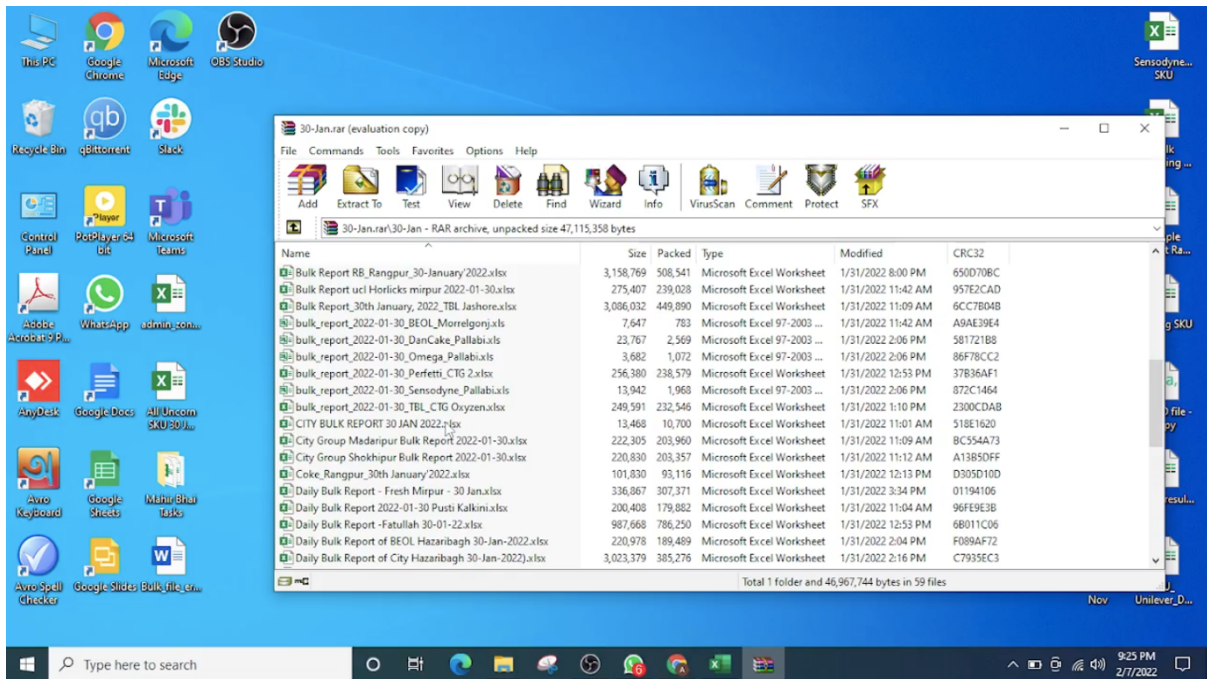 This PC
Google Chrome
Microsoft Edge
OBS Studio
Recycle Bin
qBittorrent
Slack
Control Panel
PotPlayer 64 bit
Microsoft Teams
Adobe Acrobat 9 P...
WhatsApp
admin_zon...
AnyDesk
Google Docs
All Uncom SKU 30 J...
Avro Keyboard
Google Sheets
Mahir Bhai Tasks
Avro Spell Checker
Google Slides
Bulk_file_cr...
Sensodyne... SKU
30-Jan.rar (evaluation copy)
File Commands Tools Favorites Options Help
Add Extract To Test View Delete Find Wizard Info VirusScan Comment Protect SFX
30-Jan.rar\30-Jan - RAR archive, unpacked size 47,115,358 bytes
Name Size Packed Type Modified CRC32
Bulk Report RB_Rangpur_30-January'2022.xlsx 3,158,769 508,541 Microsoft Excel Worksheet 1/31/2022 8:00 PM 650D70BC
Bulk Report ucl Horlicks mirpur 2022-01-30.xlsx 275,407 239,028 Microsoft Excel Worksheet 1/31/2022 11:42 AM 957E2CAD
Bulk Report_30th January, 2022_TBL Jashore.xlsx 3,086,032 449,890 Microsoft Excel Worksheet 1/31/2022 11:09 AM 6CC7B04B
bulk_report_2022-01-30_BEOL_Morrelgonj.xls 7,647 783 Microsoft Excel 97-2003 ... 1/31/2022 11:42 AM A9AE39E4
bulk_report_2022-01-30_DanCake_Pallabi.xls 23,767 2,569 Microsoft Excel 97-2003 ... 1/31/2022 2:06 PM 581721B8
bulk_report_2022-01-30_Omega_Pallabi.xls 3,682 1,072 Microsoft Excel 97-2003 ... 1/31/2022 2:06 PM 86F78CC2
bulk_report_2022-01-30_Perfetti_CTG 2.xlsx 256,380 238,579 Microsoft Excel Worksheet 1/31/2022 12:53 PM 37B36AF1
bulk_report_2022-01-30_Sensodyne_Pallabi.xls 13,942 1,968 Microsoft Excel 97-2003 ... 1/31/2022 2:06 PM 872C1464
bulk_report_2022-01-30_TBL_CTG Oxyzen.xlsx 249,591 232,546 Microsoft Excel Worksheet 1/31/2022 1:10 PM 2300CDAB
CITY BULK REPORT 30 JAN 2022.xlsx 13,468 10,700 Microsoft Excel Worksheet 1/31/2022 11:01 AM 518E1620
City Group Madaripur Bulk Report 2022-01-30.xlsx 222,305 203,960 Microsoft Excel Worksheet 1/31/2022 11:09 AM BC554A73
City Group Shokhipur Bulk Report 2022-01-30.xlsx 220,830 203,357 Microsoft Excel Worksheet 1/31/2022 11:12 AM A13B5DFF
Coke_Rangpur_30th January'2022.xlsx 101,830 93,116 Microsoft Excel Worksheet 1/31/2022 12:13 PM D305D10D
Daily Bulk Report - Fresh Mirpur - 30 Jan.xlsx 336,867 307,371 Microsoft Excel Worksheet 1/31/2022 3:34 PM 01194106
Daily Bulk Report 2022-01-30 Pusti Kalkini.xlsx 200,408 179,882 Microsoft Excel Worksheet 1/31/2022 11:04 AM 96FE9E3B
Daily Bulk Report -Fatullah 30-01-22.xlsx 987,668 786,250 Microsoft Excel Worksheet 1/31/2022 12:53 PM 6B011C06
Daily Bulk Report of BEOL Hazaribagh 30-Jan-2022.xlsx 220,978 189,489 Microsoft Excel Worksheet 1/31/2022 2:04 PM F089AF72
Daily Bulk Report of City Hazaribagh 30-Jan-2022).xlsx 3,023,379 385,276 Microsoft Excel Worksheet 1/31/2022 2:16 PM C7935EC3
Total 1 folder and 46,967,744 bytes in 59 files
Nov
Unilever_D...
Type here to search
9:25 PM
2/7/2022